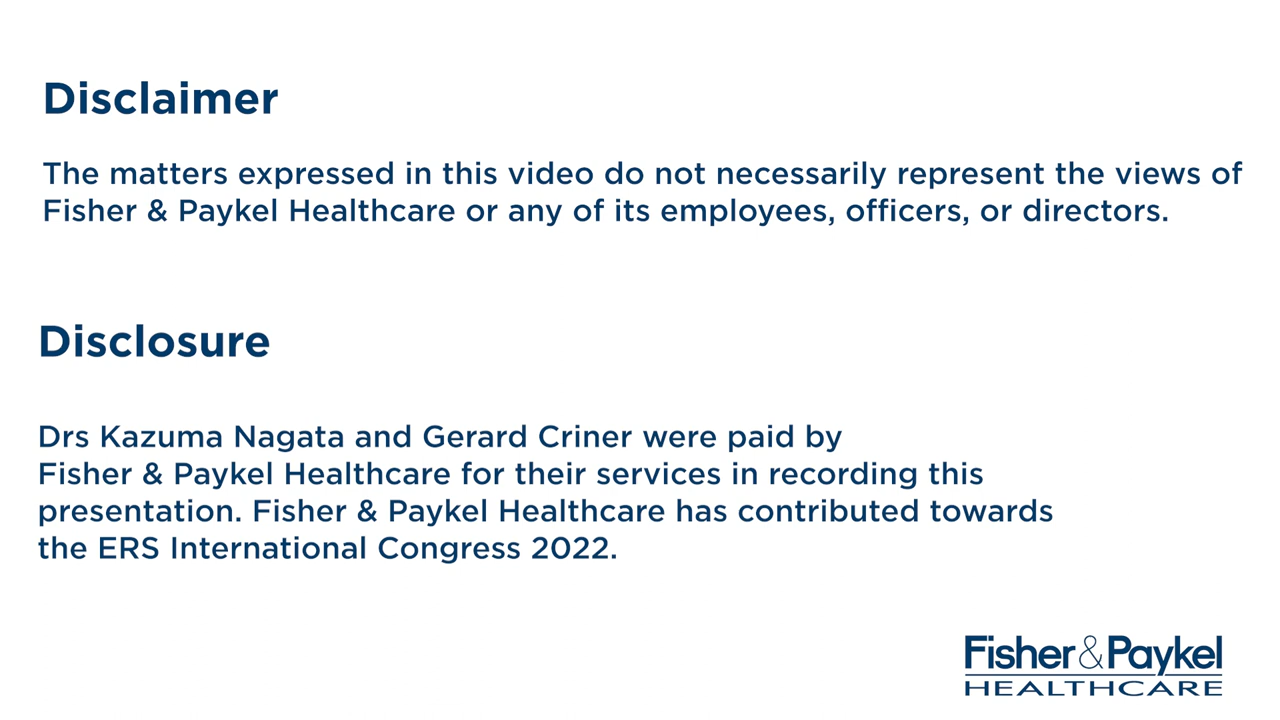 Disclaimer
The matters expressed in this video do not necessarily represent the views of
Fisher & Paykel Healthcare or any of its employees, officers, or directors.
Disclosure
Drs Kazuma Nagata and Gerard Criner were paid by
Fisher & Paykel Healthcare for their services in recording this
presentation. Fisher & Paykel Healthcare has contributed towards
the ERS International Congress 2022.
Fisher&Paykel
HEALTHCARE